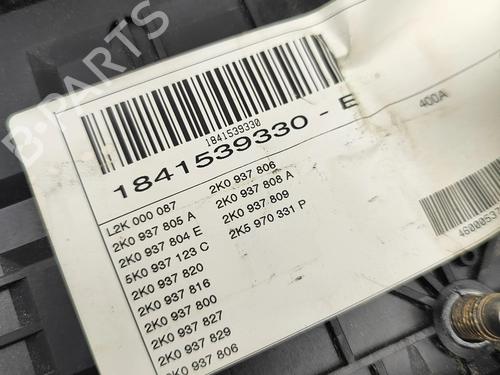 1841539330
1841539330 - E
400A
L2K 000 087
2K0 937 805 A
2K0 937 804 E
5K0 937 123 C
2K0 937 820
2K0 937 816
2K0 937 800
2K0 937 827
2K0 937 829
2K0 937 806
2K0 937 806
2K0 937 808 A
2K0 937 809
2K5 970 331 P
4600053
B-PARTS